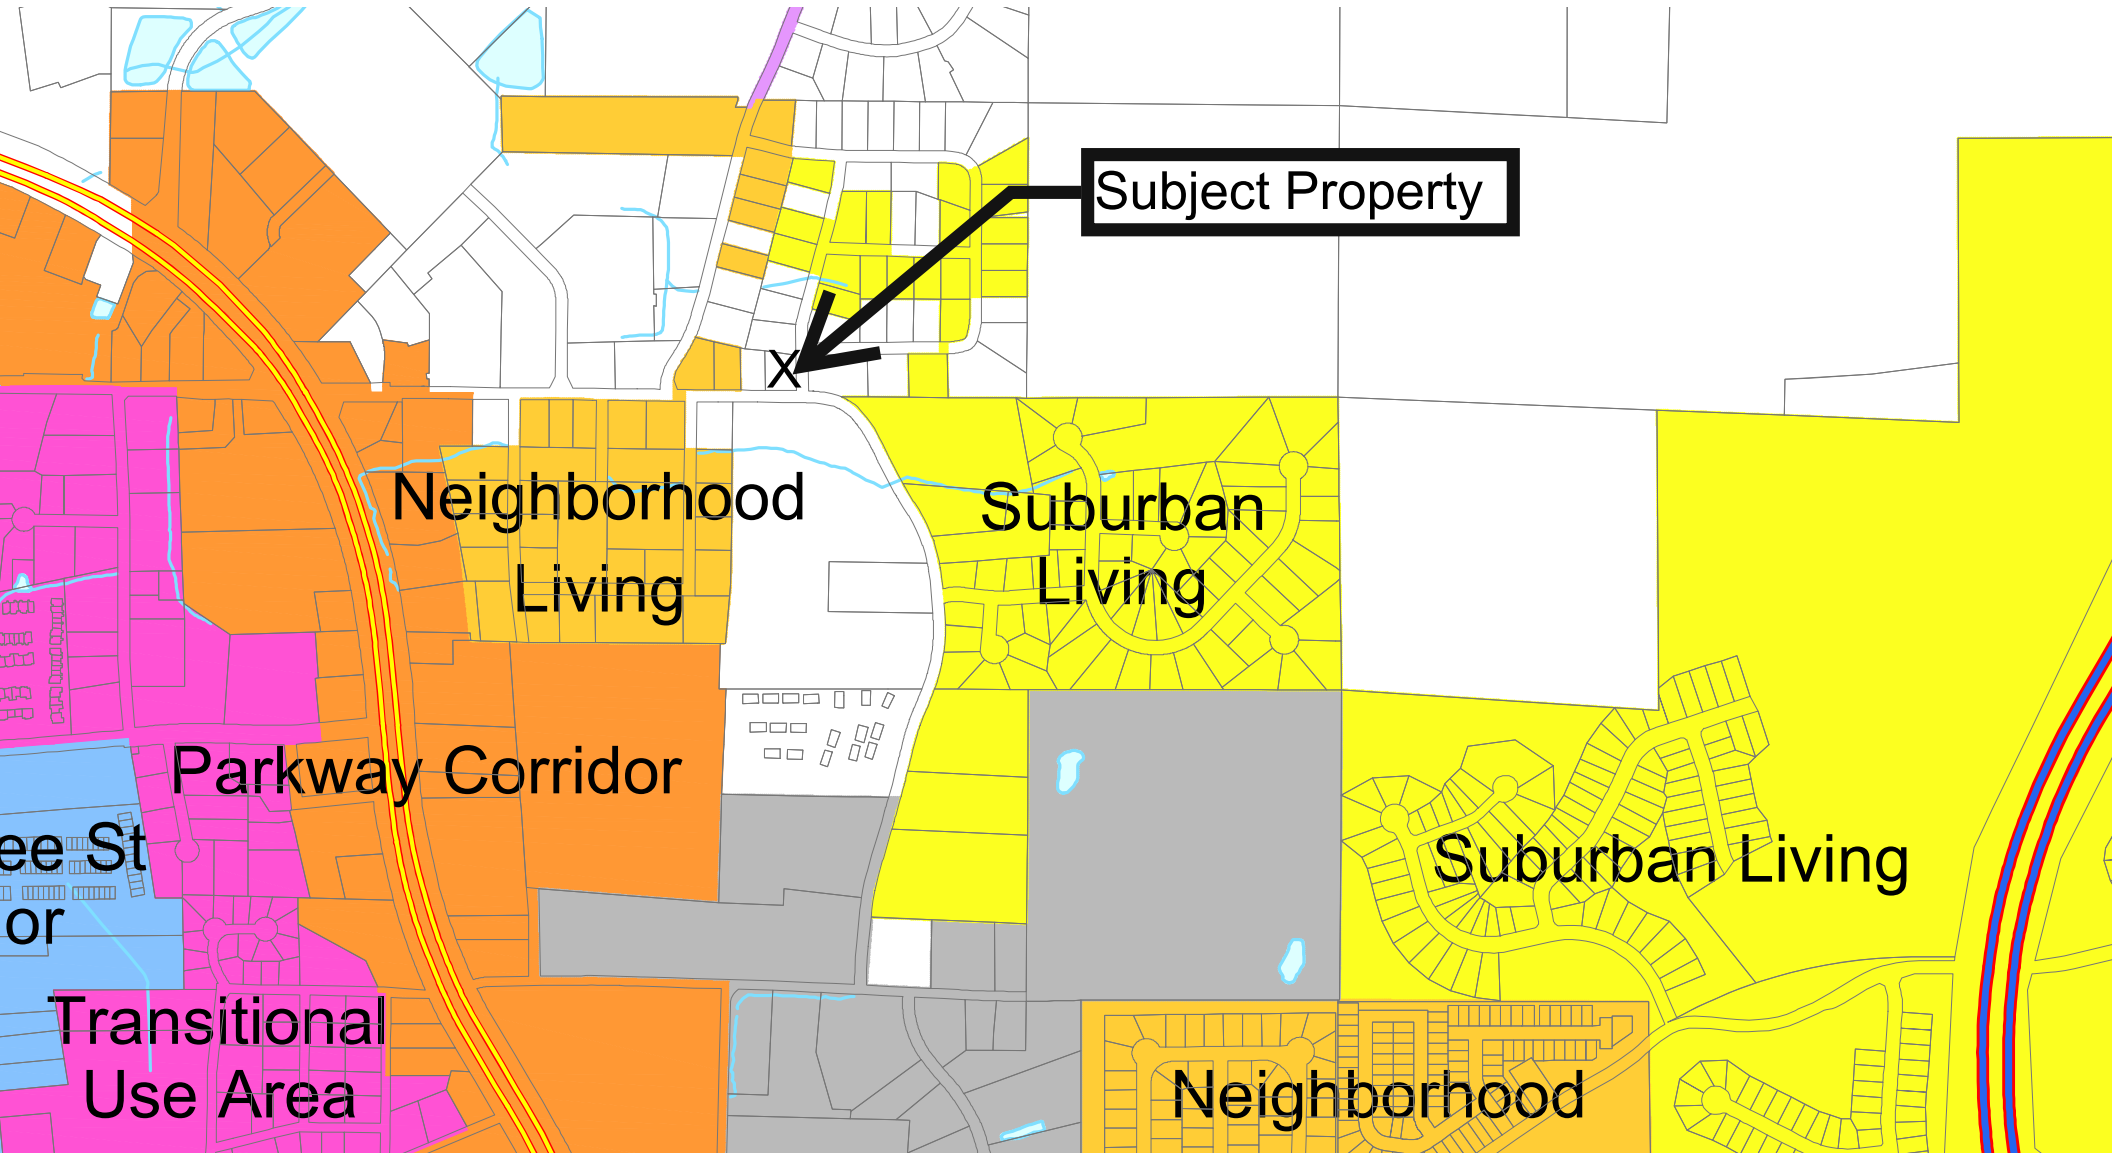 Subject Property
X
Neighborhood
Living
Suburban
Living
Parkway Corridor
ee St
or
Suburban Living
Transitional
Use Area
Neighborhood